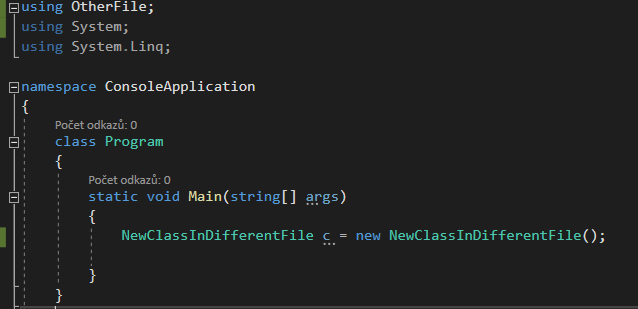 using OtherFile;
using System;
using System.Linq;
namespace ConsoleApplication
{
Počet odkazů: 0
class Program
{
Počet odkazů: 0
static void Main(string[] args)
{
NewClassInDifferentFile c = new NewClassInDifferentFile();
}
}